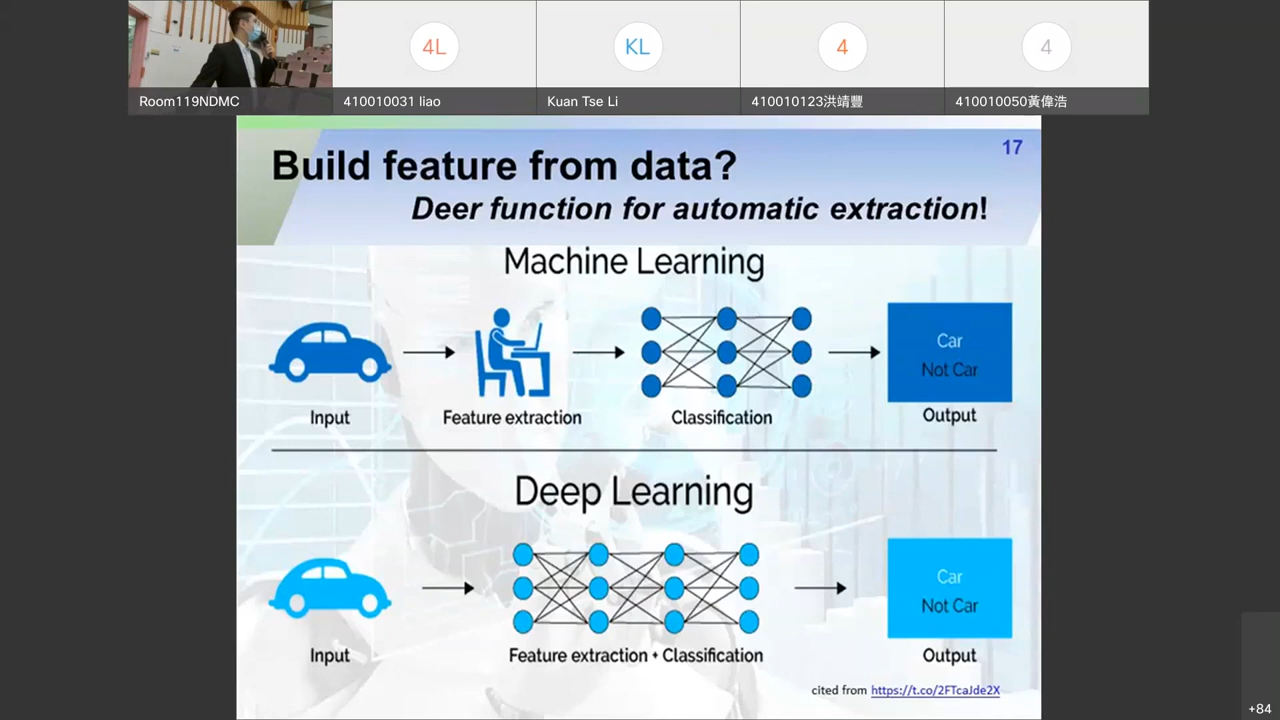 Room119NDMC
4L
410010031 liao
KL
Kuan Tse Li
4
410010123洪靖豐
4
410010050黃偉浩
17
Build feature from data?
Deer function for automatic extraction!
Machine Learning
Car
Not Car
Input
Feature extraction
Classification
Output
Deep Learning
Car
Not Car
Input
Feature extraction + Classification
Output
cited from https://t.co/2FTcaJde2X
+84